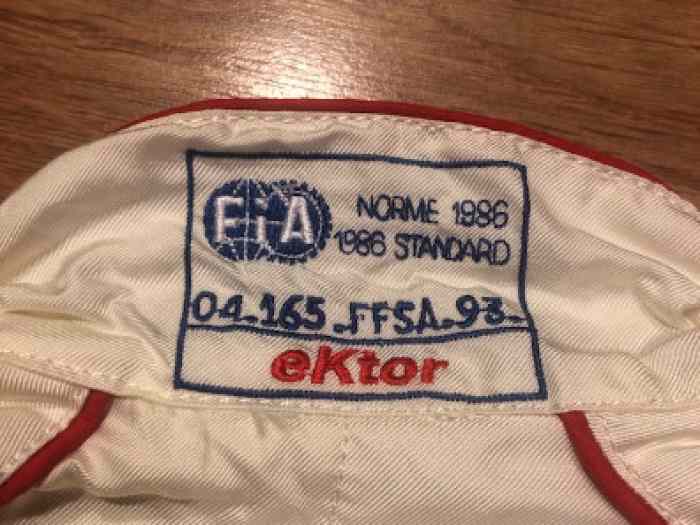 FIA
NORME 1986
1986 STANDARD
04.165.FFSA.93.
eKtor